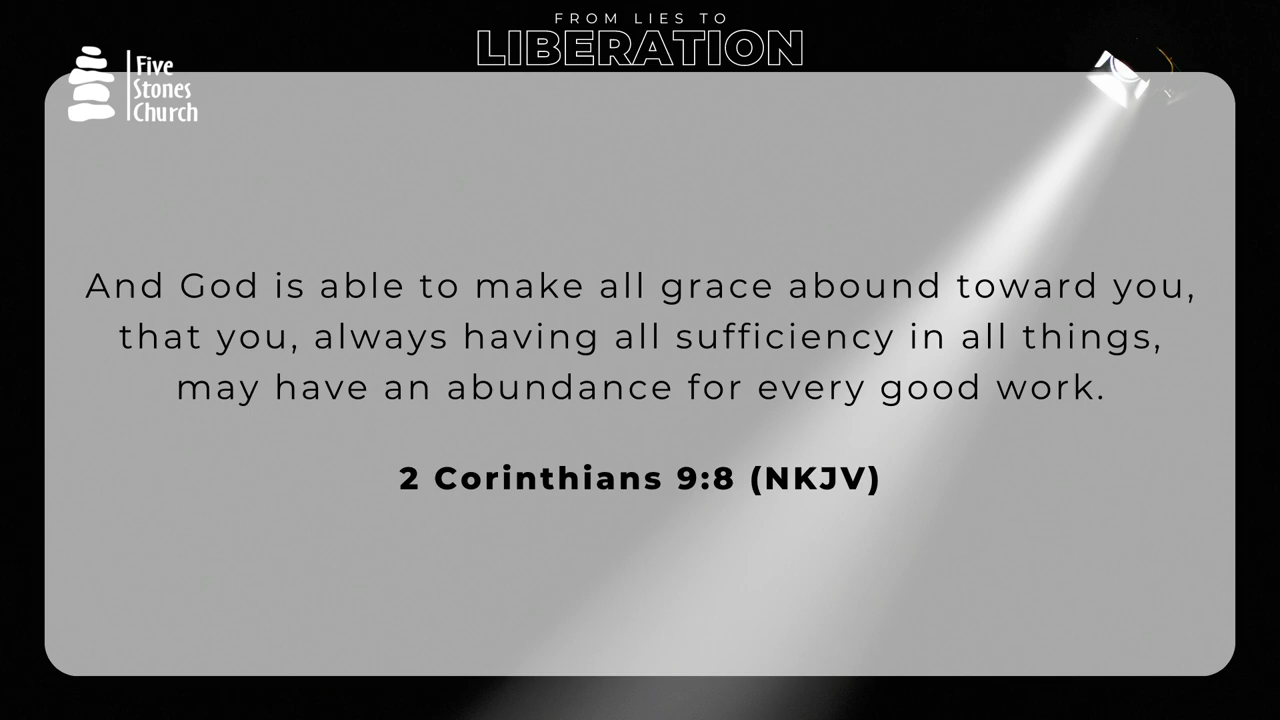 FROM LIES TO
LIBERATION
Five
Stones
Church
And God is able to make all grace abound toward you,
that you, always having all sufficiency in all things,
may have an abundance for every good work.
2 Corinthians 9:8 (NKJV)